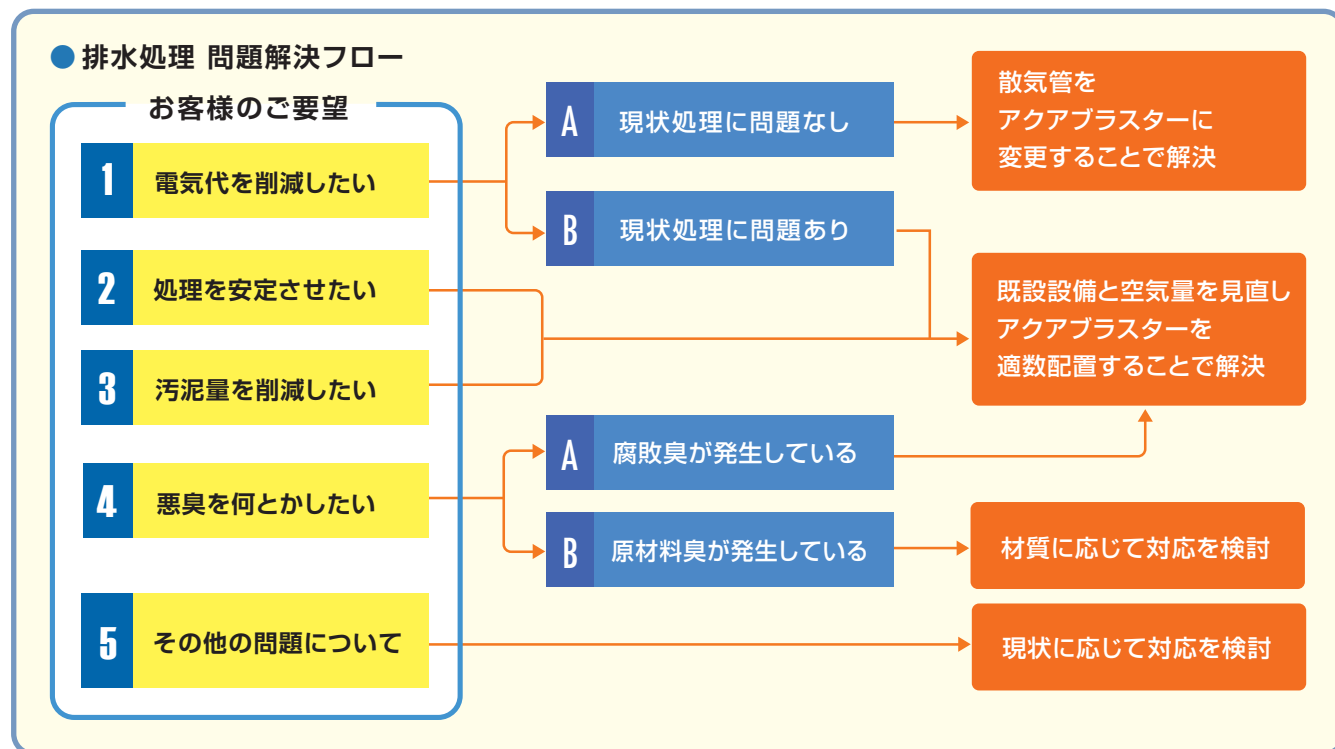 ● 排水処理 問題解決フロー
お客様のご要望
1 電気代を削減したい
2 処理を安定させたい
3 汚泥量を削減したい
4 悪臭を何とかしたい
5 その他の問題について
A 現状処理に問題なし
B 現状処理に問題あり
A 腐敗臭が発生している
B 原材料臭が発生している
散気管を
アクアブラスターに
変更することで解決
既設設備と空気量を見直し
アクアブラスターを
適数配置することで解決
材質に応じて対応を検討
現状に応じて対応を検討